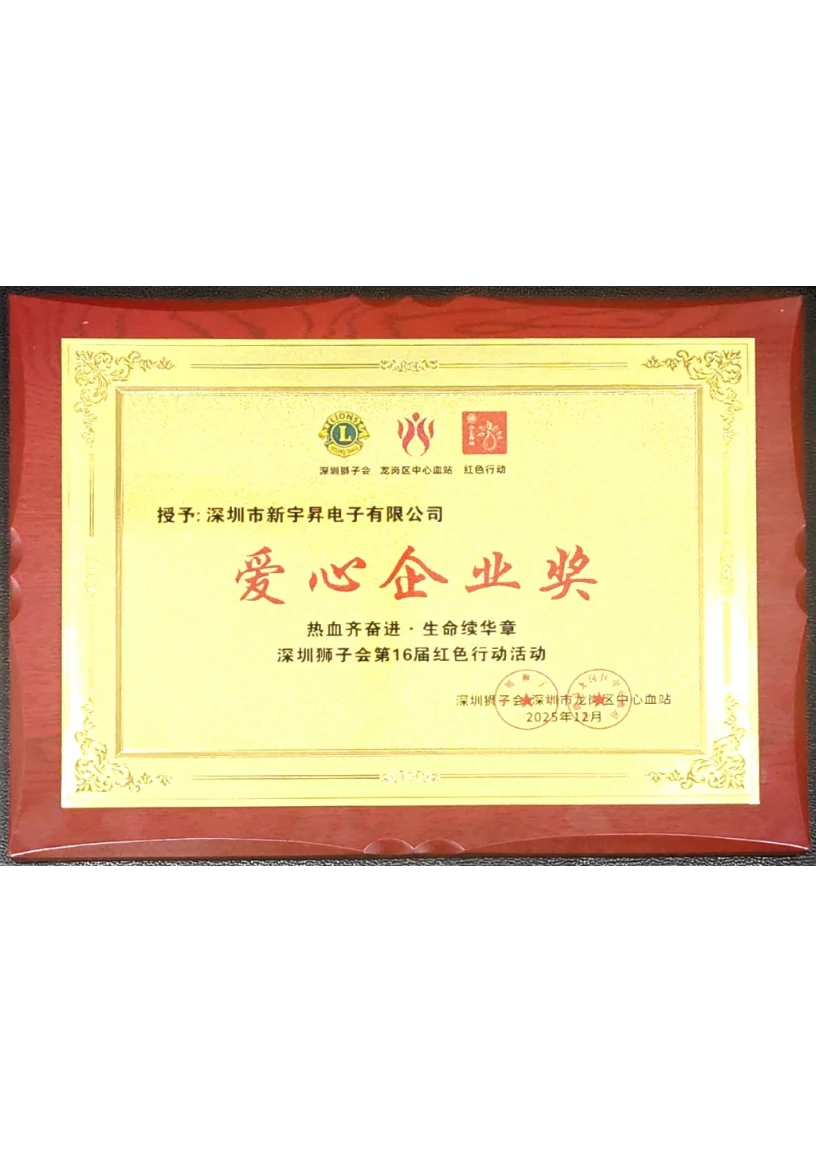 LIONS
L
深圳狮子会 龙岗区中心血站 红色行动
授予:深圳市新宇昇电子有限公司
爱心企业奖
热血齐奋进·生命续华章
深圳狮子会第16届红色行动活动
深圳狮子会 深圳市龙岗区中心血站
2025年12月